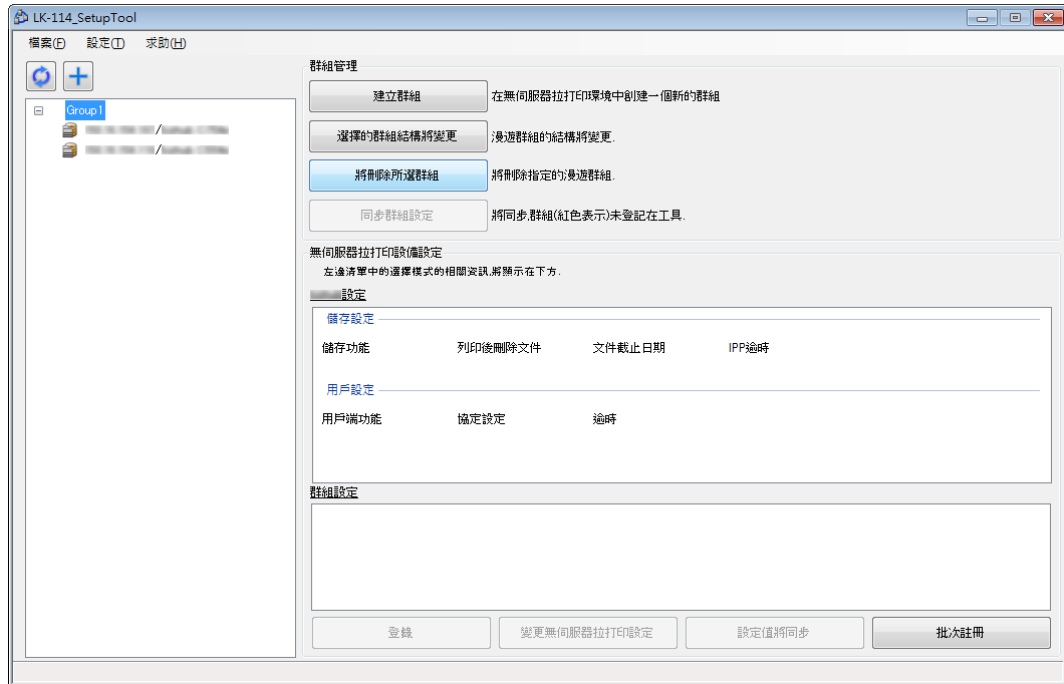 LK-114_SetupTool
檔案(F) 設定(T) 求助(H)
Group1
群組管理
建立群組 在無伺服器拉打印環境中創建一個新的群組
選擇的群組結構將變更 漫遊群組的結構將變更.
將刪除所選群組 將刪除指定的漫遊群組.
同步群組設定 將同步,群組(紅色表示)未登記在工具.
無伺服器拉打印設備設定
左邊清單中的選擇模式的相關資訊,將顯示在下方.
設定
儲存設定
儲存功能 列印後刪除文件 文件截止日期 IPP逾時
用戶設定
用戶端功能 協定設定 逾時
群組設定
登錄 變更無伺服器拉打印設定 設定值將同步 批次註冊